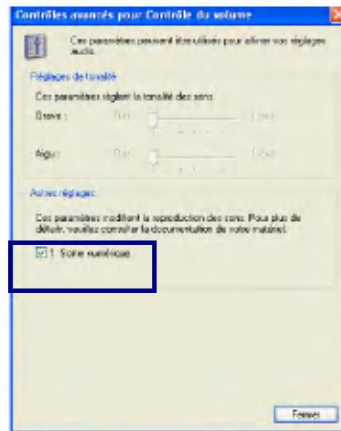 Contrôles avancés pour Contrôle du volume
Ces paramètres peuvent être utilisés pour affiner vos réglages
audio.
Réglages de tonalité
Ces paramètres règlent la tonalité des sons.
Grave :
Aigu :
Autres réglages
Ces paramètres modifient la reproduction des sons. Pour plus de
détails, veuillez consulter la documentation de votre matériel.
1 Sortie numérique
Fermer